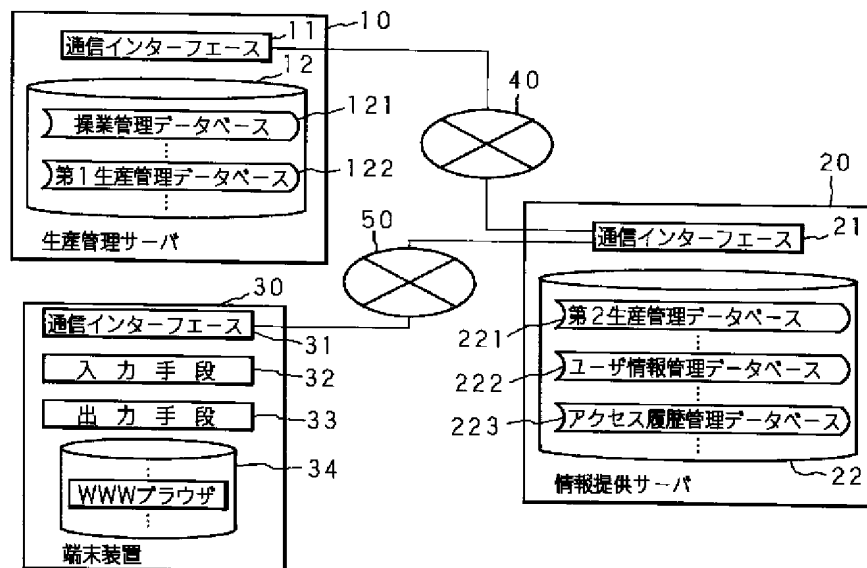 10
11
通信インターフェース
12
操業管理データベース
121
第1生産管理データベース
122
生産管理サーバ
40
50
20
通信インターフェース
21
第2生産管理データベース
221
ユーザ情報管理データベース
222
アクセス履歴管理データベース
223
22
情報提供サーバ
30
通信インターフェース
31
入力手段
32
出力手段
33
34
WWWブラウザ
端末装置